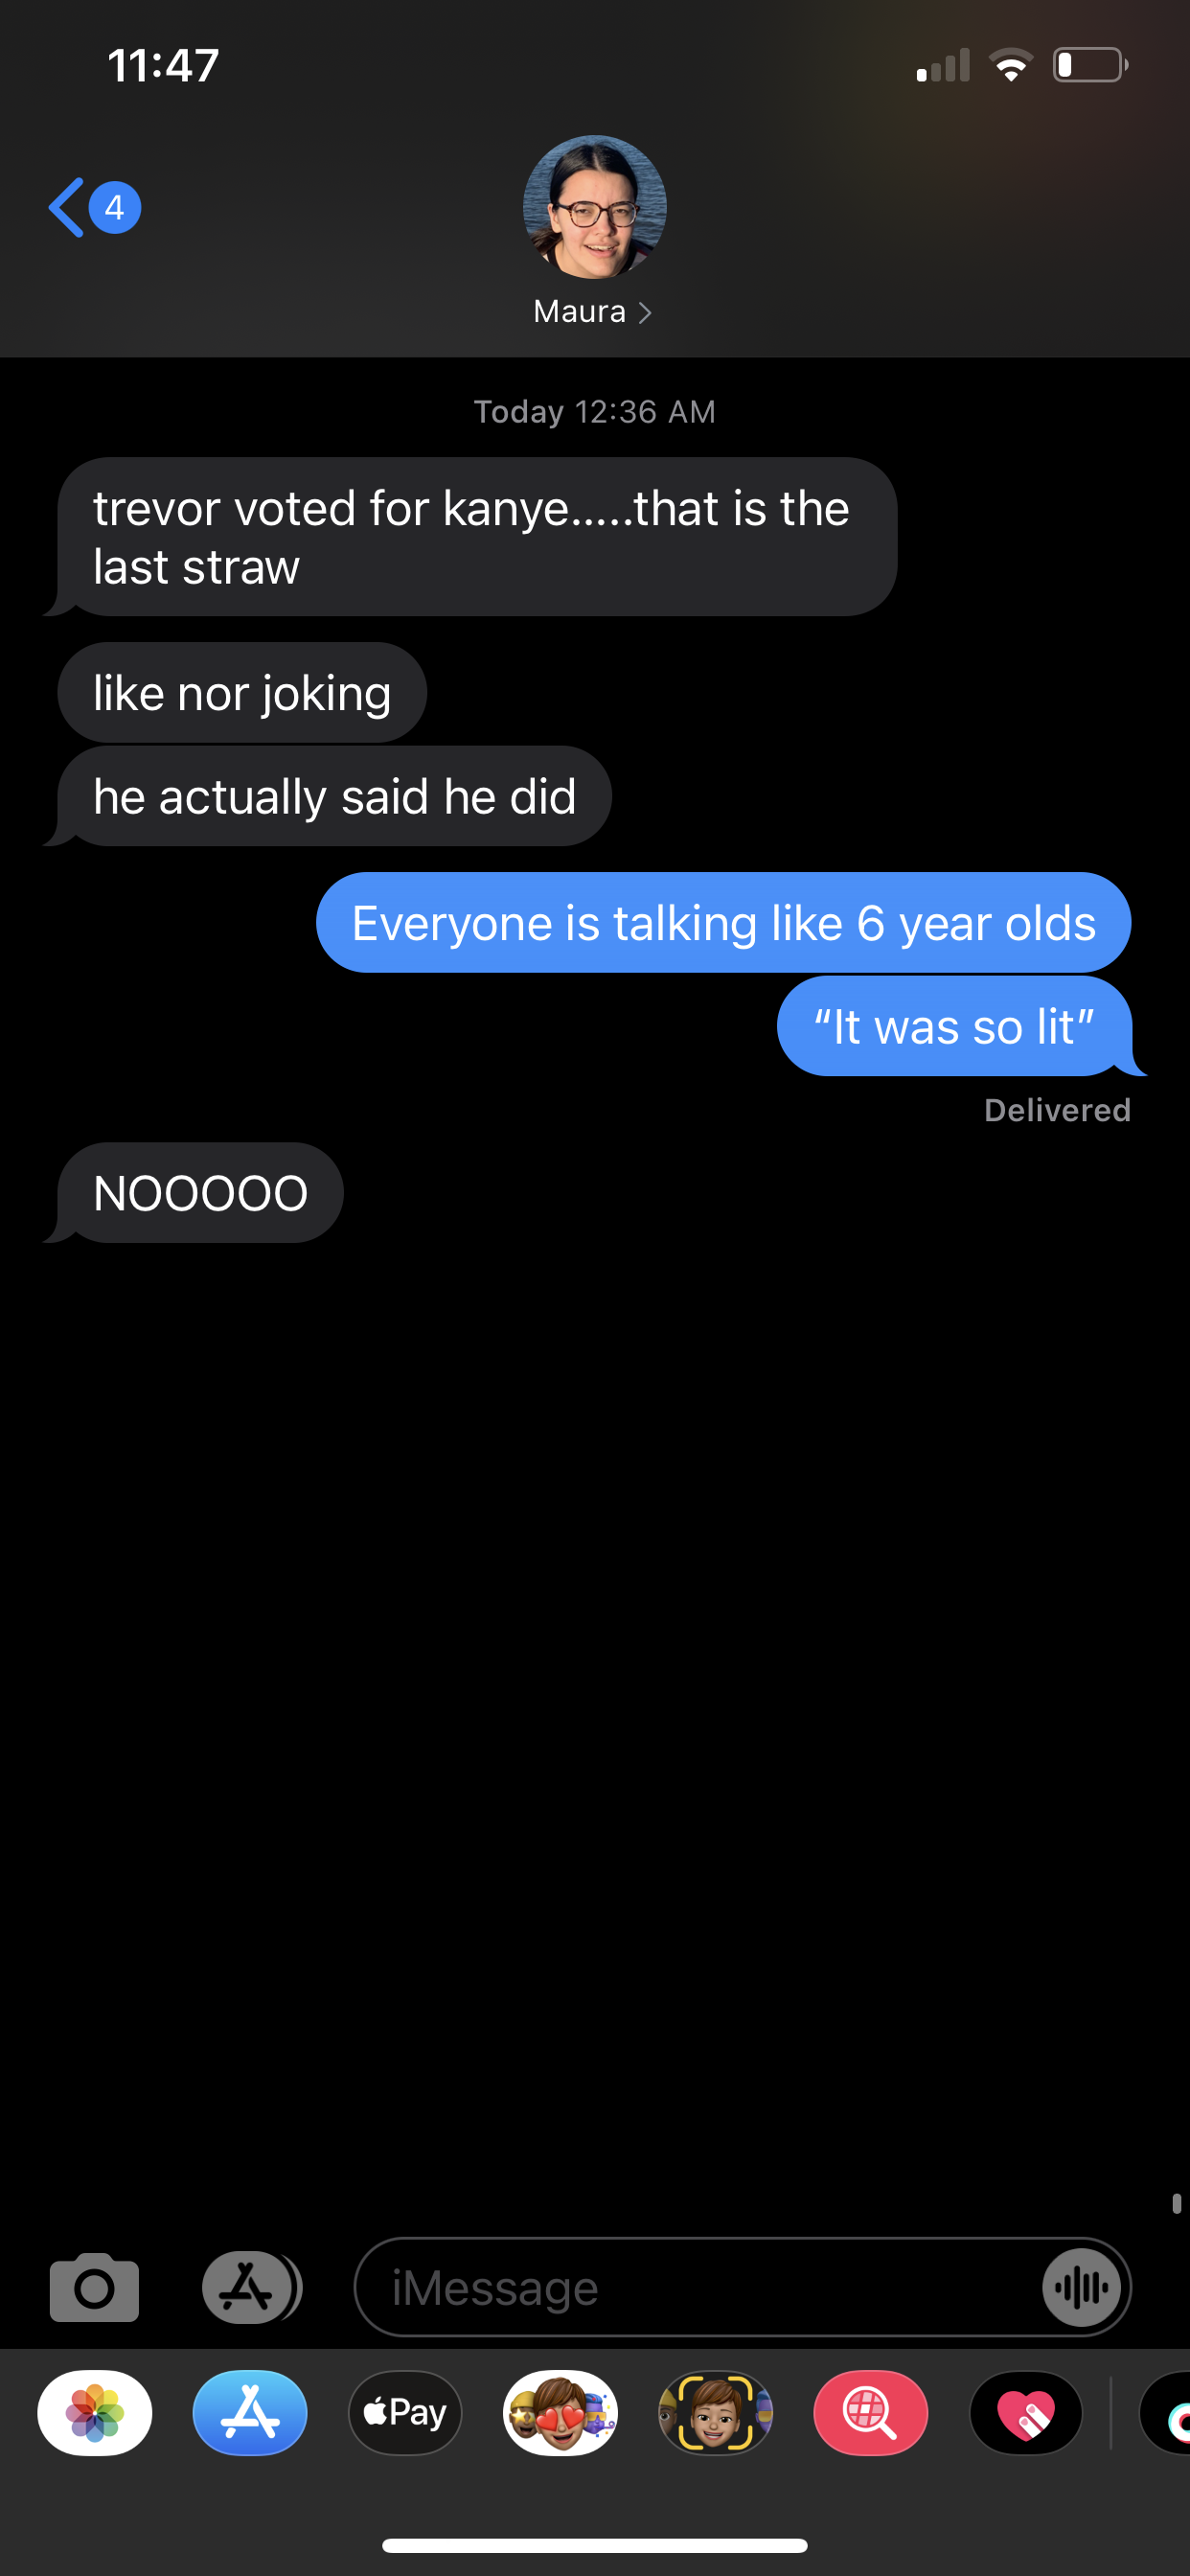 11:47
4
Maura
Today 12:36 AM
trevor voted for kanye.....that is the
last straw
like nor joking
he actually said he did
Everyone is talking like 6 year olds
“It was so lit”
Delivered
NOOOOO
iMessage
Pay